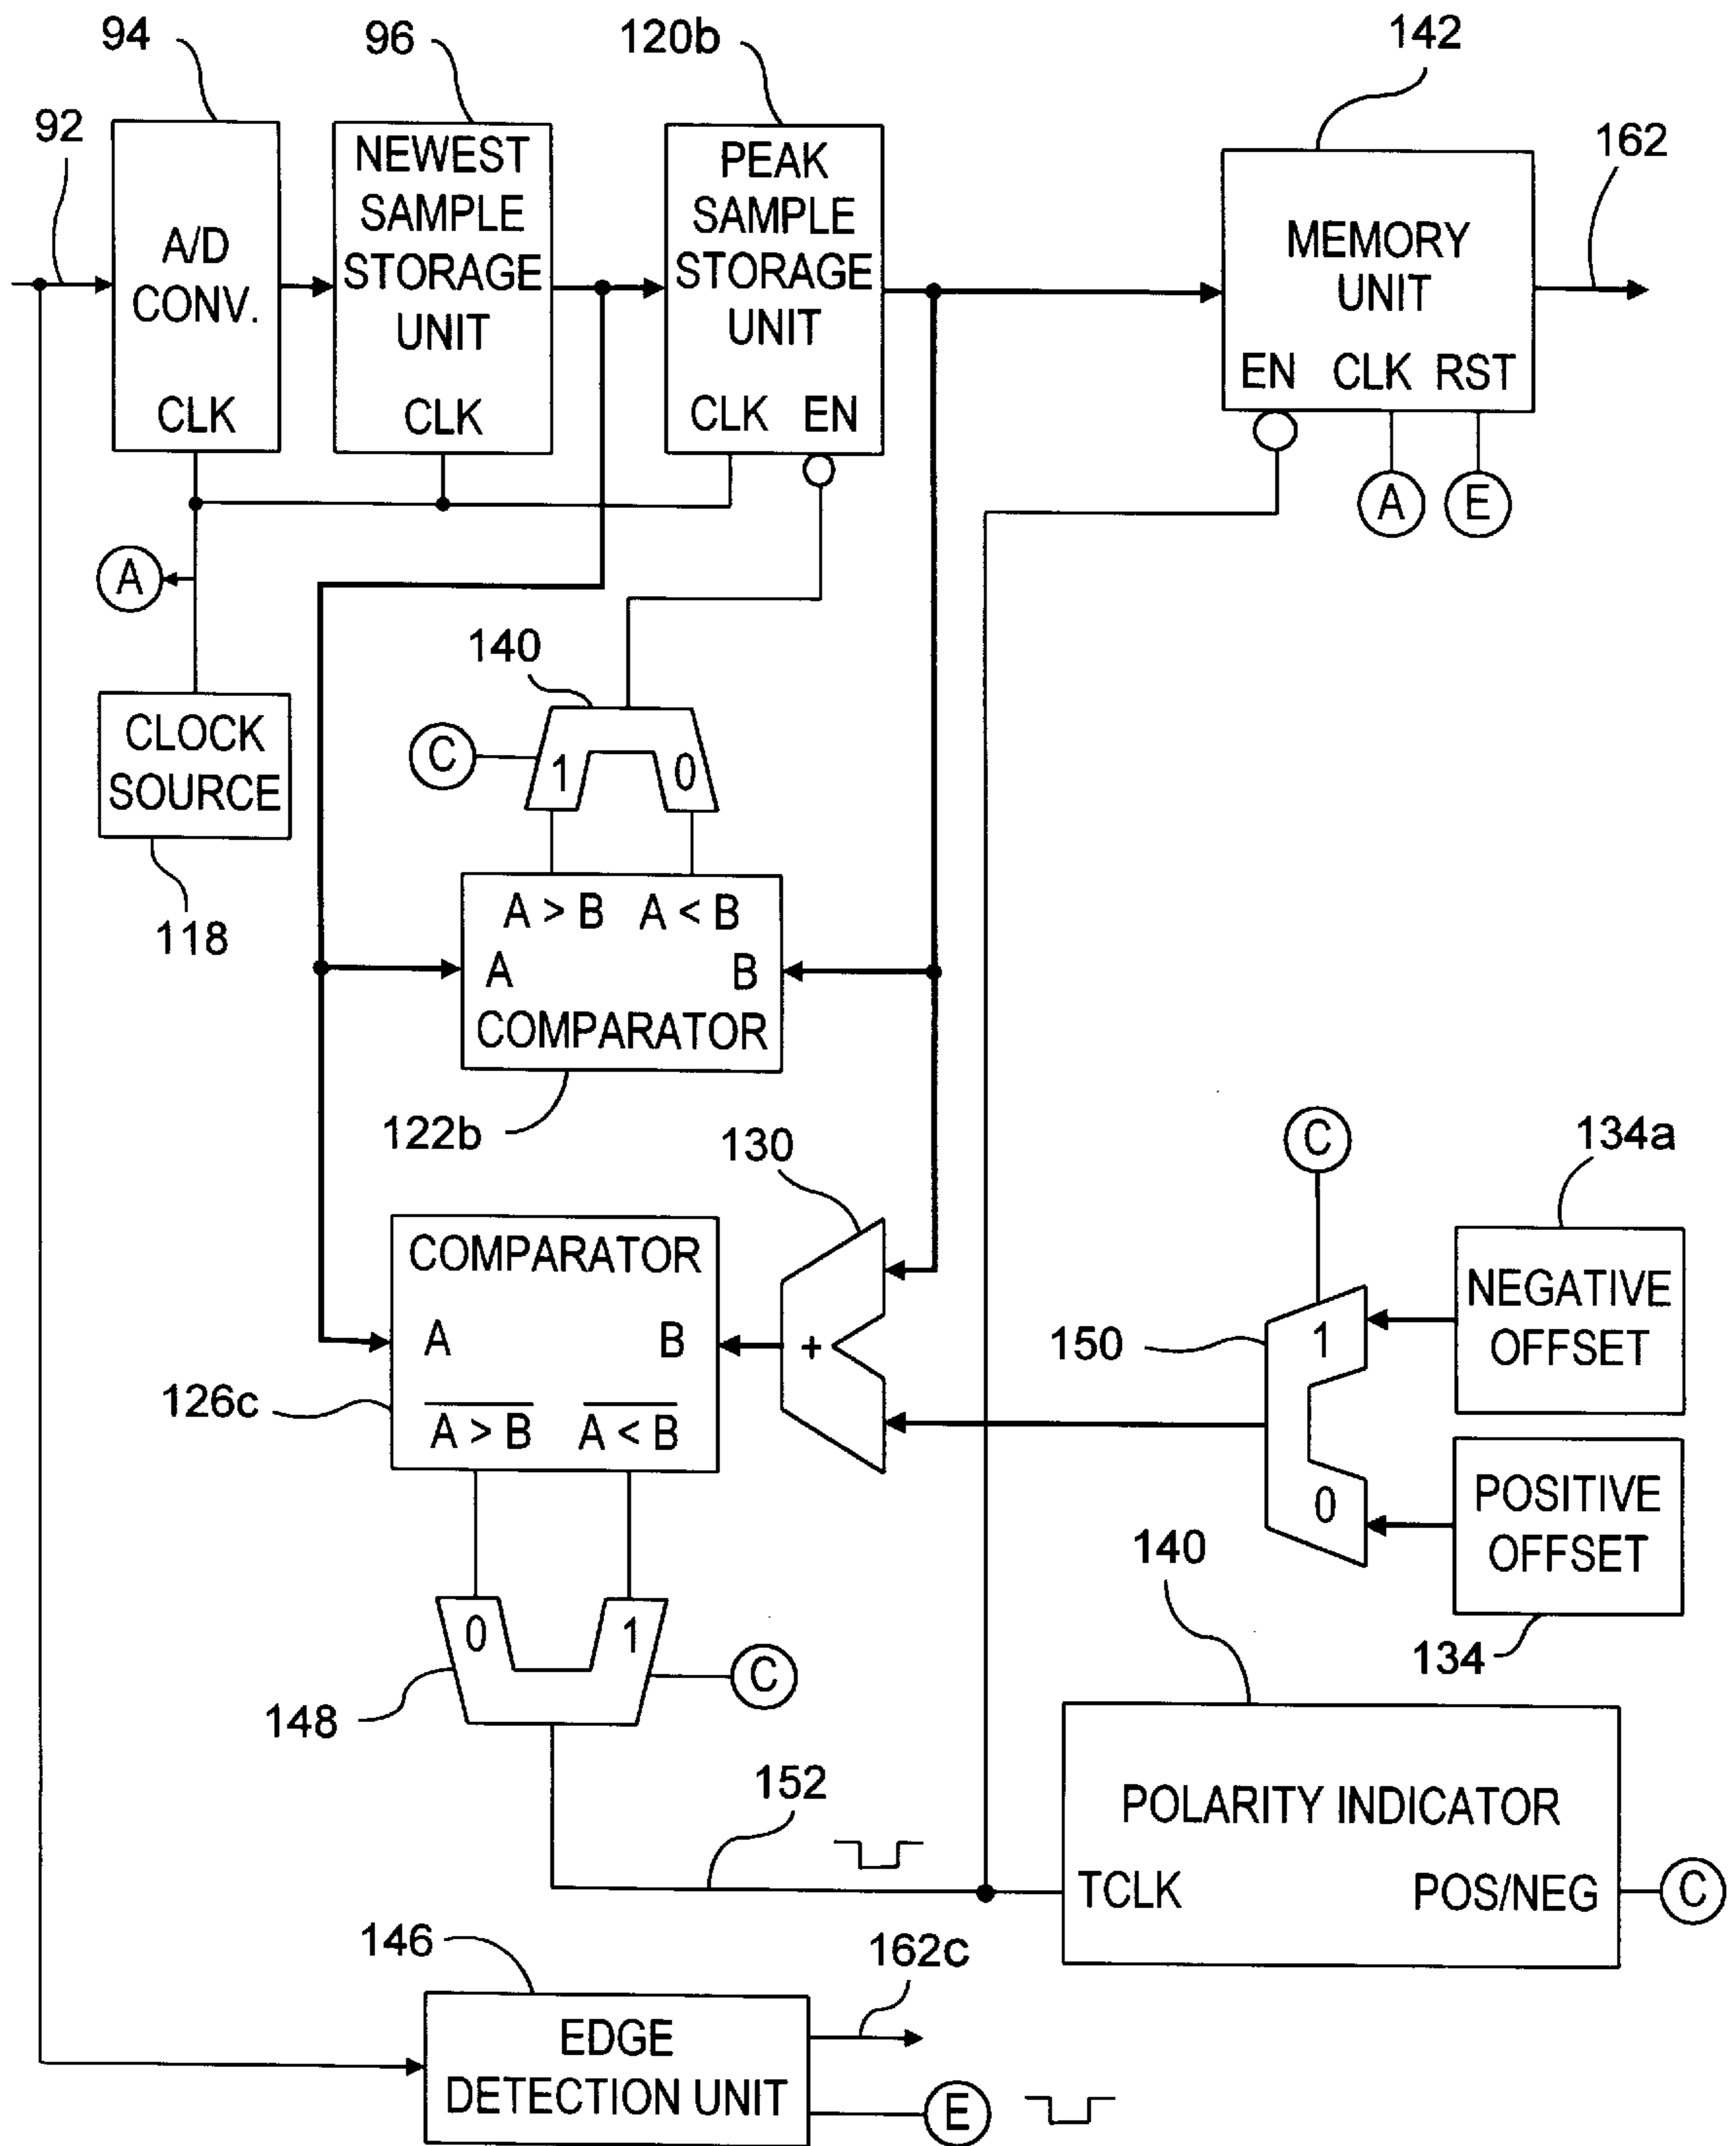 94
96
120b
142
92
162
A/D
CONV.
CLK
NEWEST
SAMPLE
STORAGE
UNIT
CLK
PEAK
SAMPLE
STORAGE
UNIT
CLK EN
MEMORY
UNIT
EN CLK RST
A
E
A
140
CLOCK
SOURCE
118
C
1
0
A > B A < B
A
B
COMPARATOR
122b
130
C
134a
COMPARATOR
A
B
A > B A < B
126c
+
150
1
0
NEGATIVE
OFFSET
POSITIVE
OFFSET
134
0
1
C
148
140
152
POLARITY INDICATOR
TCLK
POS/NEG
C
146
162c
EDGE
DETECTION UNIT
E